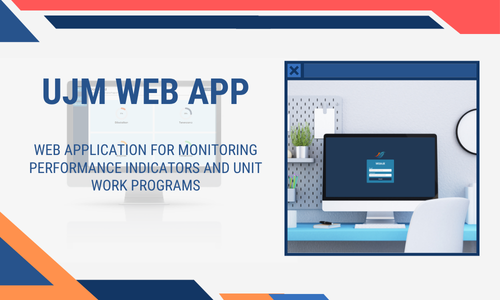 UJM WEB APP
WEB APPLICATION FOR MONITORING
PERFORMANCE INDICATORS AND UNIT
WORK PROGRAMS